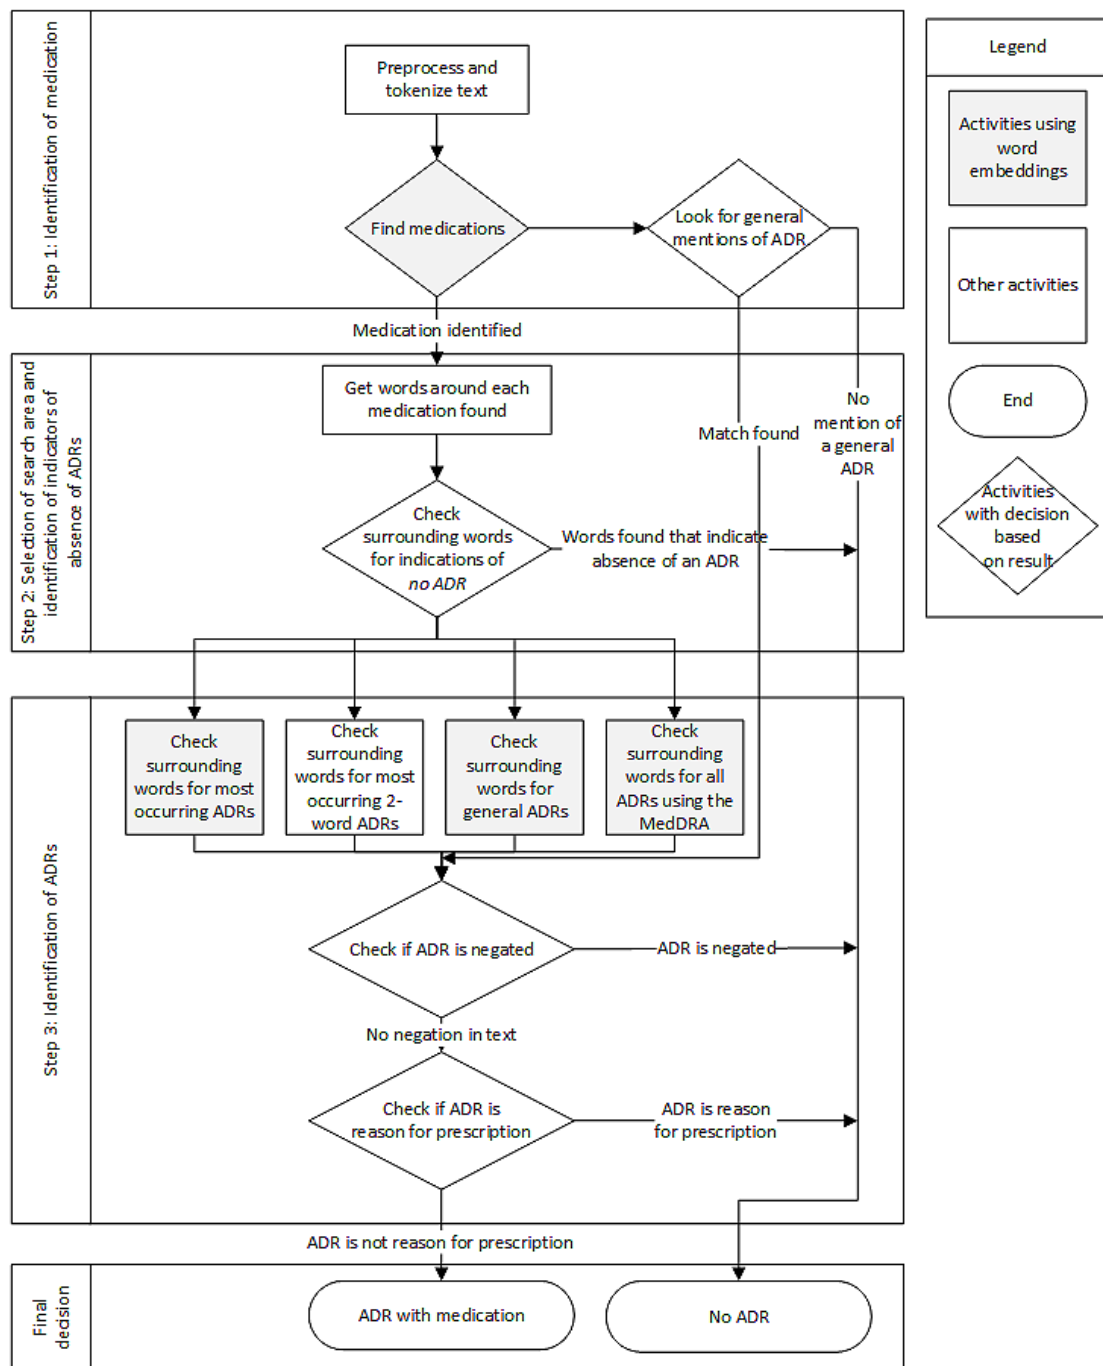 Step 1: Identification of medication
Preprocess and
tokenize text
Find medications
Look for general
mentions of ADR
Medication identified
Step 2: Selection of search area and
identification of indicators of
absence of ADRs
Get words around each
medication found
Match found
No
mention of
a general
ADR
Check
surrounding words
for indications of
no ADR
Words found that indicate
absence of an ADR
Step 3: Identification of ADRs
Check
surrounding
words for most
occurring ADRs
Check
surrounding
words for most
occurring 2-
word ADRs
Check
surrounding
words for
general ADRs
Check
surrounding
words for all
ADRs using the
MedDRA
Check if ADR is negated
ADR is negated
No negation in text
Check if ADR is
reason for prescription
ADR is reason
for prescription
ADR is not reason for prescription
Final
decision
ADR with medication
No ADR
Legend
Activities using
word
embeddings
Other activities
End
Activities
with decision
based
on result